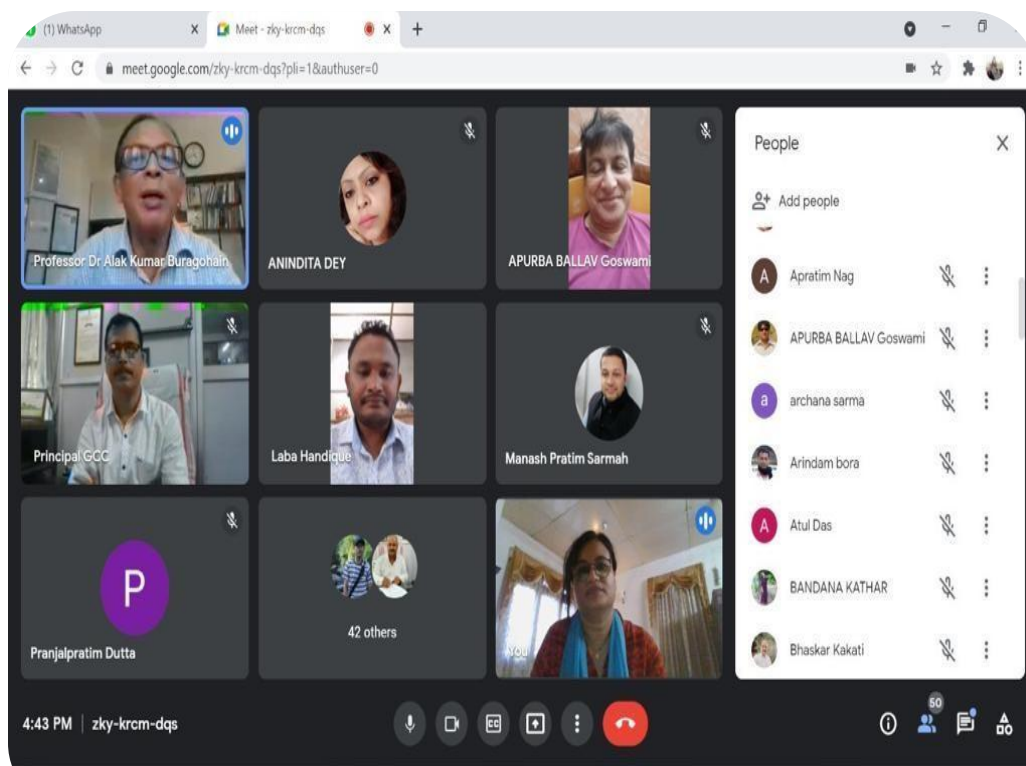 (1) WhatsApp
Meet - zky-krcm-dqs
meet.google.com/zky-krcm-dqs?pli=1&authuser=0
Professor Dr Alak Kumar Buragohain
ANINDITA DEY
APURBA BALLAV Goswami
Principal GCC
Laba Handique
Manash Pratim Sarmah
P
Pranjalpratim Dutta
42 others
You
People
Add people
A Apratim Nag
APURBA BALLAV Goswami
a archana sarma
Arindam bora
A Atul Das
BANDANA KATHAR
Bhaskar Kakati
4:43 PM | zky-krcm-dqs
CC
50